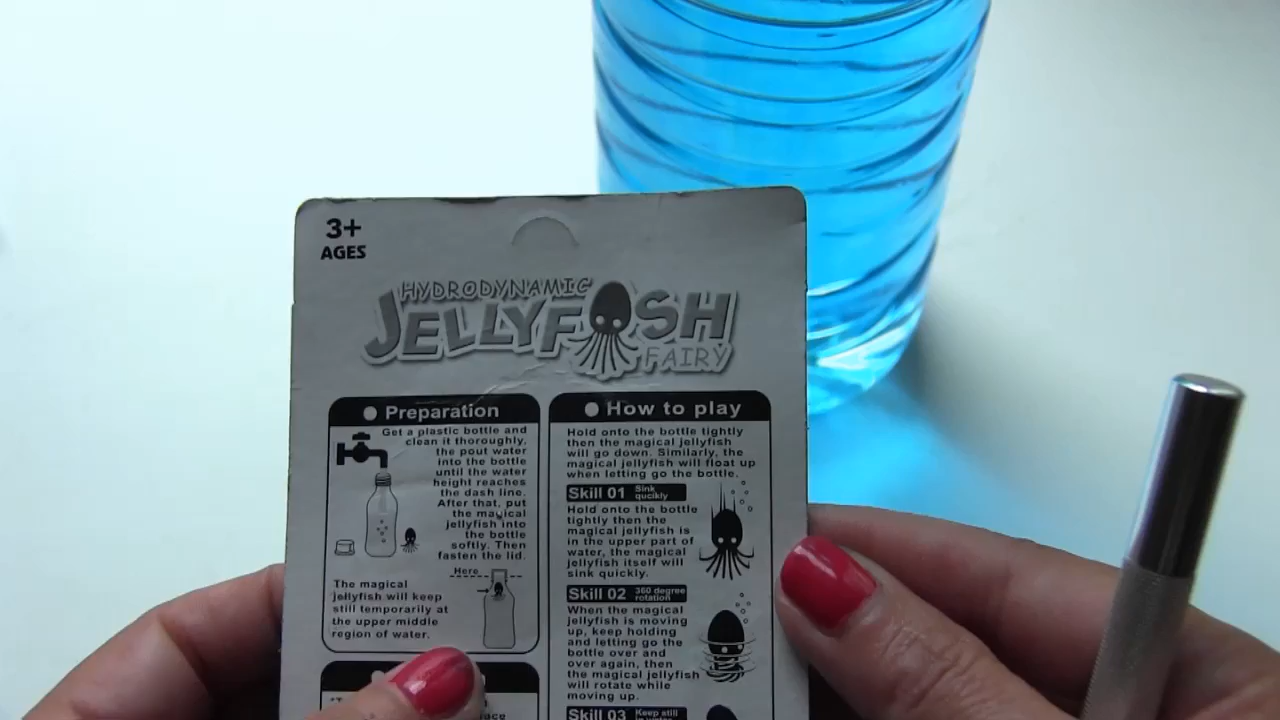 3+
AGES
HYDRODYNAMIC
JELLYFISH
FAIRY
Preparation
Get a plastic bottle and
clean it thoroughly,
the pout water
into the bottle
until the water
height reaches
the dash line.
After that, put
the magical
jellyfish into
the bottle
softly. Then
fasten the lid.
Here
The magical
jellyfish will keep
still temporarily at
the upper middle
region of water.
How to play
Hold onto the bottle tightly
then the magical jellyfish
will go down. Similarly, the
magical jellyfish will float up
when letting go the bottle.
Skill 01 Sink
qucikly
Hold onto the bottle
tightly then the
magical jellyfish is
in the upper part of
water, the magical
jellyfish itself will
sink quickly.
Skill 02 360 degree
rotation
When the magical
jellyfish is moving
up, keep holding
and letting go the
bottle over and
over again, then
the magical jellyfish
will rotate while
moving up.
Skill 03 Keep still
in water